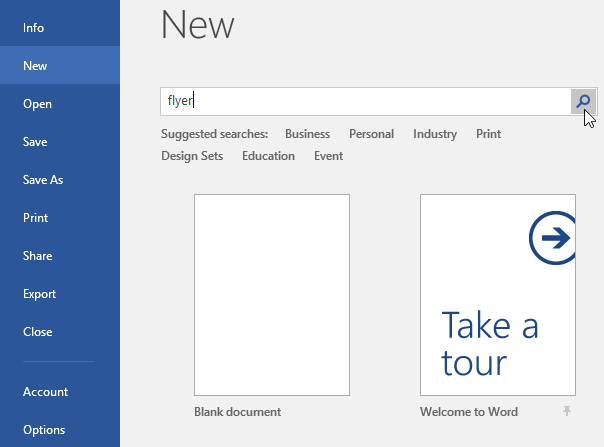 Info
New
Open
Save
Save As
Print
Share
Export
Close
Account
Options
New
flyer
Suggested searches: Business Personal Industry Print
Design Sets Education Event
Take a
tour
Blank document
Welcome to Word